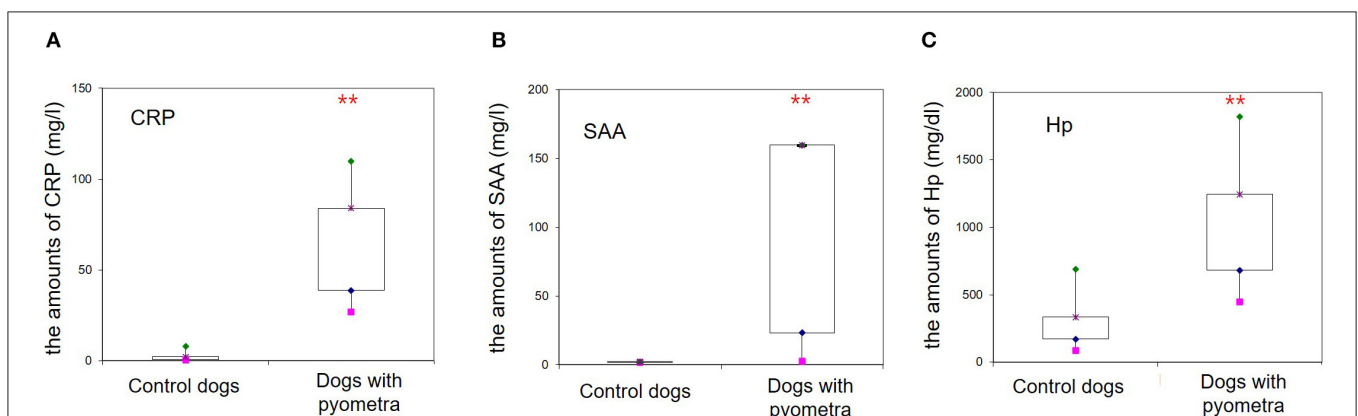 A
the amounts of CRP (mg/l)
150
100
50
0
CRP
**
Control dogs
Dogs with
pyometra
B
the amounts of SAA (mg/l)
200
150
100
50
0
SAA
**
Control dogs
Dogs with
pyometra
C
the amounts of Hp (mg/dl)
2000
1500
1000
500
0
Hp
**
Control dogs
Dogs with
pyometra